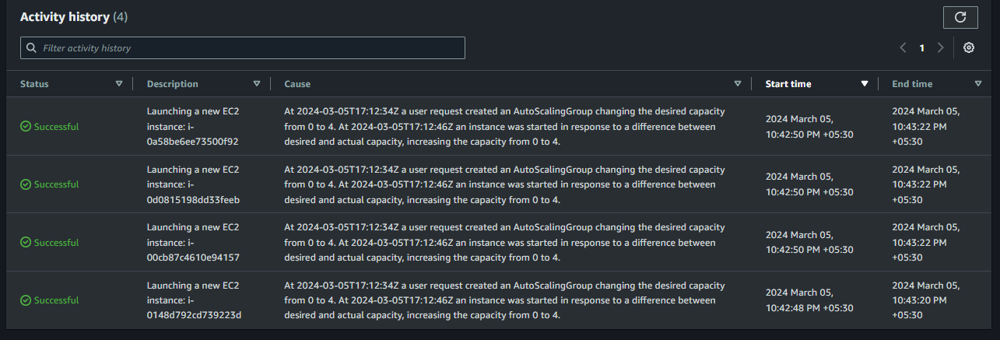 Activity history (4)
Filter activity history
1
Status Description Cause Start time End time
Successful
Launching a new EC2
instance: i-
0a58be6ee73500f92
At 2024-03-05T17:12:34Z a user request created an AutoScalingGroup changing the desired capacity
from 0 to 4. At 2024-03-05T17:12:46Z an instance was started in response to a difference between
desired and actual capacity, increasing the capacity from 0 to 4.
2024 March 05,
10:42:50 PM +05:30
2024 March 05,
10:43:22 PM
+05:30
Successful
Launching a new EC2
instance: i-
0d0815198dd33feeb
At 2024-03-05T17:12:34Z a user request created an AutoScalingGroup changing the desired capacity
from 0 to 4. At 2024-03-05T17:12:46Z an instance was started in response to a difference between
desired and actual capacity, increasing the capacity from 0 to 4.
2024 March 05,
10:42:50 PM +05:30
2024 March 05,
10:43:22 PM
+05:30
Successful
Launching a new EC2
instance: i-
00cb87c4610e94157
At 2024-03-05T17:12:34Z a user request created an AutoScalingGroup changing the desired capacity
from 0 to 4. At 2024-03-05T17:12:46Z an instance was started in response to a difference between
desired and actual capacity, increasing the capacity from 0 to 4.
2024 March 05,
10:42:50 PM +05:30
2024 March 05,
10:43:22 PM
+05:30
Successful
Launching a new EC2
instance: i-
0148d792cd739223d
At 2024-03-05T17:12:34Z a user request created an AutoScalingGroup changing the desired capacity
from 0 to 4. At 2024-03-05T17:12:46Z an instance was started in response to a difference between
desired and actual capacity, increasing the capacity from 0 to 4.
2024 March 05,
10:42:48 PM +05:30
2024 March 05,
10:43:20 PM
+05:30